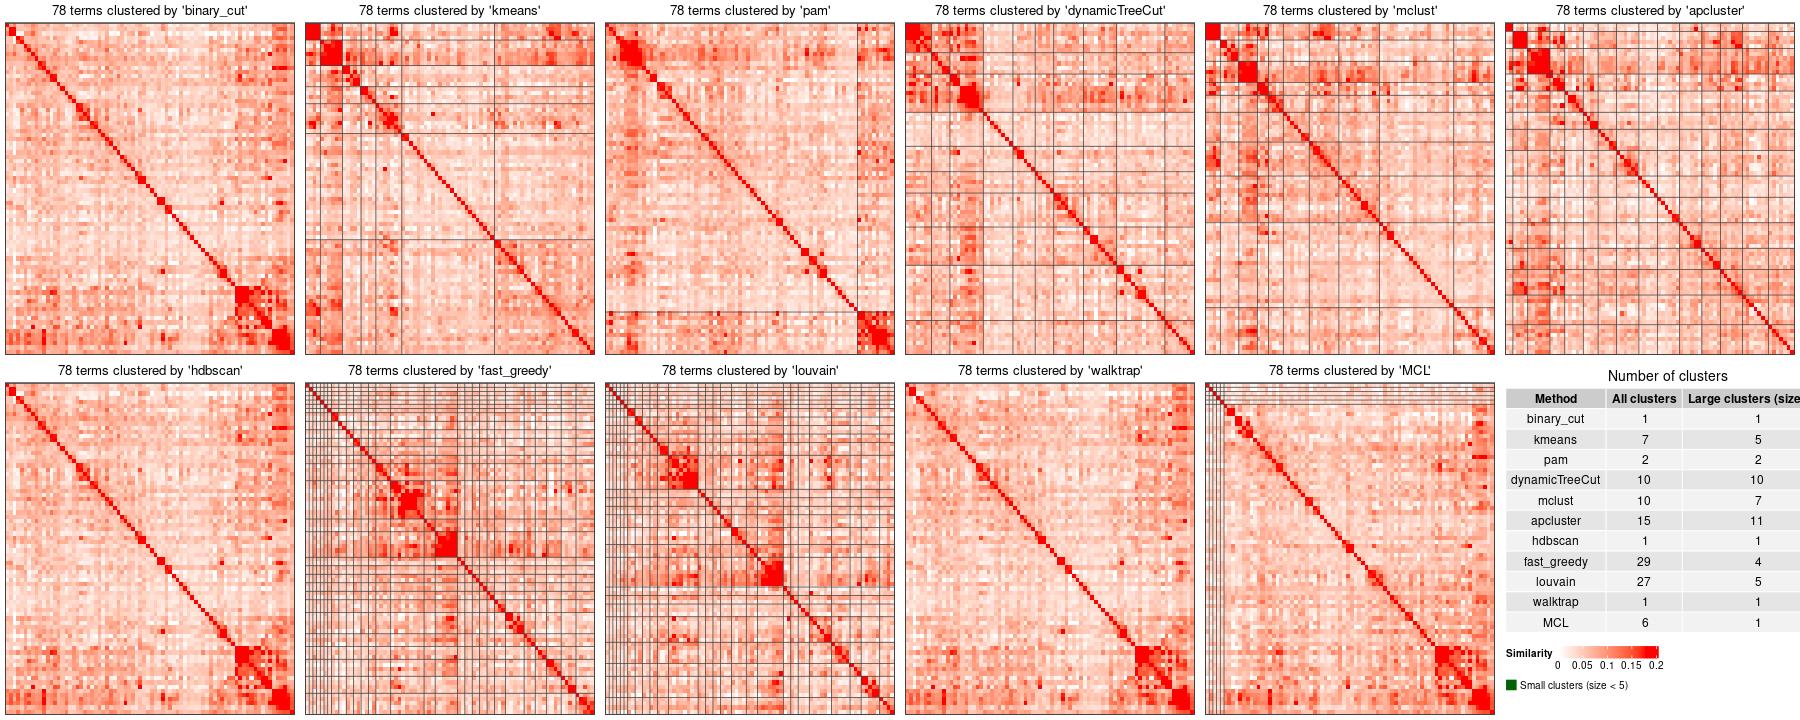 78 terms clustered by 'binary_cut'
78 terms clustered by 'kmeans'
78 terms clustered by 'pam'
78 terms clustered by 'dynamicTreeCut'
78 terms clustered by 'mclust'
78 terms clustered by 'apcluster'
78 terms clustered by 'hdbscan'
78 terms clustered by 'fast_greedy'
78 terms clustered by 'louvain'
78 terms clustered by 'walktrap'
78 terms clustered by 'MCL'
Number of clusters
Method All clusters Large clusters (size
binary_cut 1 1
kmeans 7 5
pam 2 2
dynamicTreeCut 10 10
mclust 10 7
apcluster 15 11
hdbscan 1 1
fast_greedy 29 4
louvain 27 5
walktrap 1 1
MCL 6 1
Similarity
0 0.05 0.1 0.15 0.2
Small clusters (size < 5)